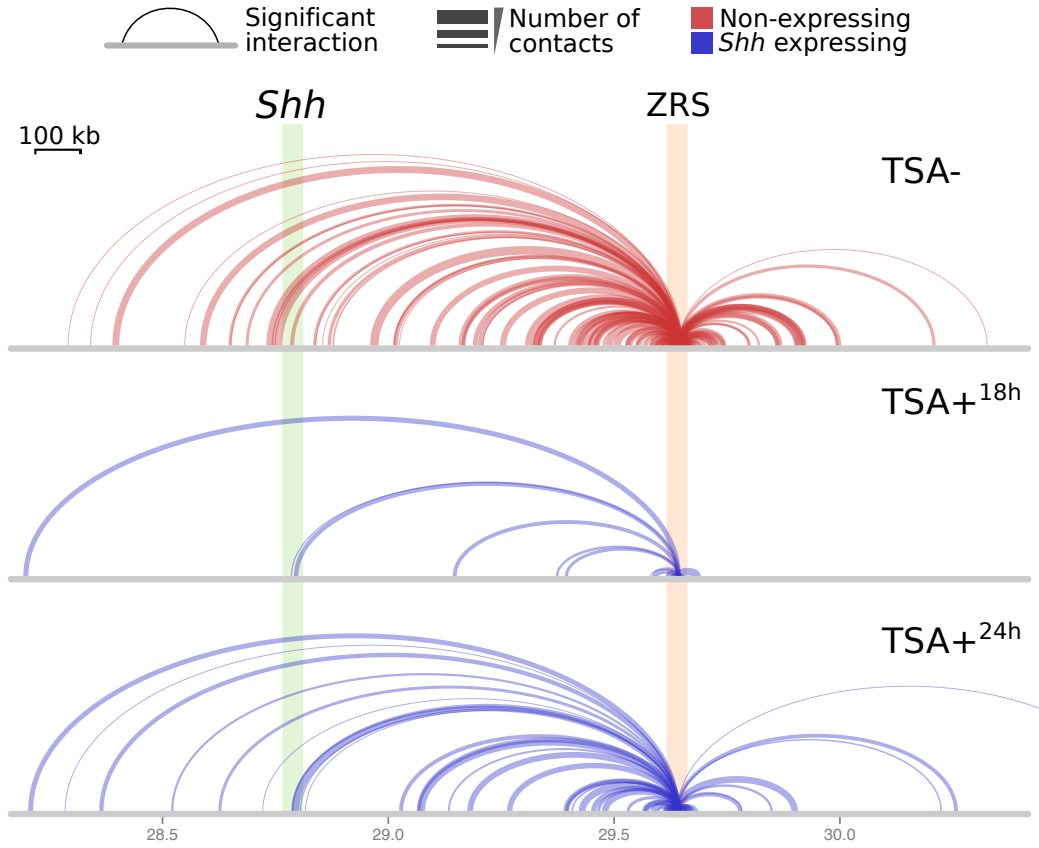 Significant
interaction
Number of
contacts
Non-expressing
Shh expressing
Shh
ZRS
100 kb
TSA-
TSA+18h
TSA+24h
28.5 29.0 29.5 30.0